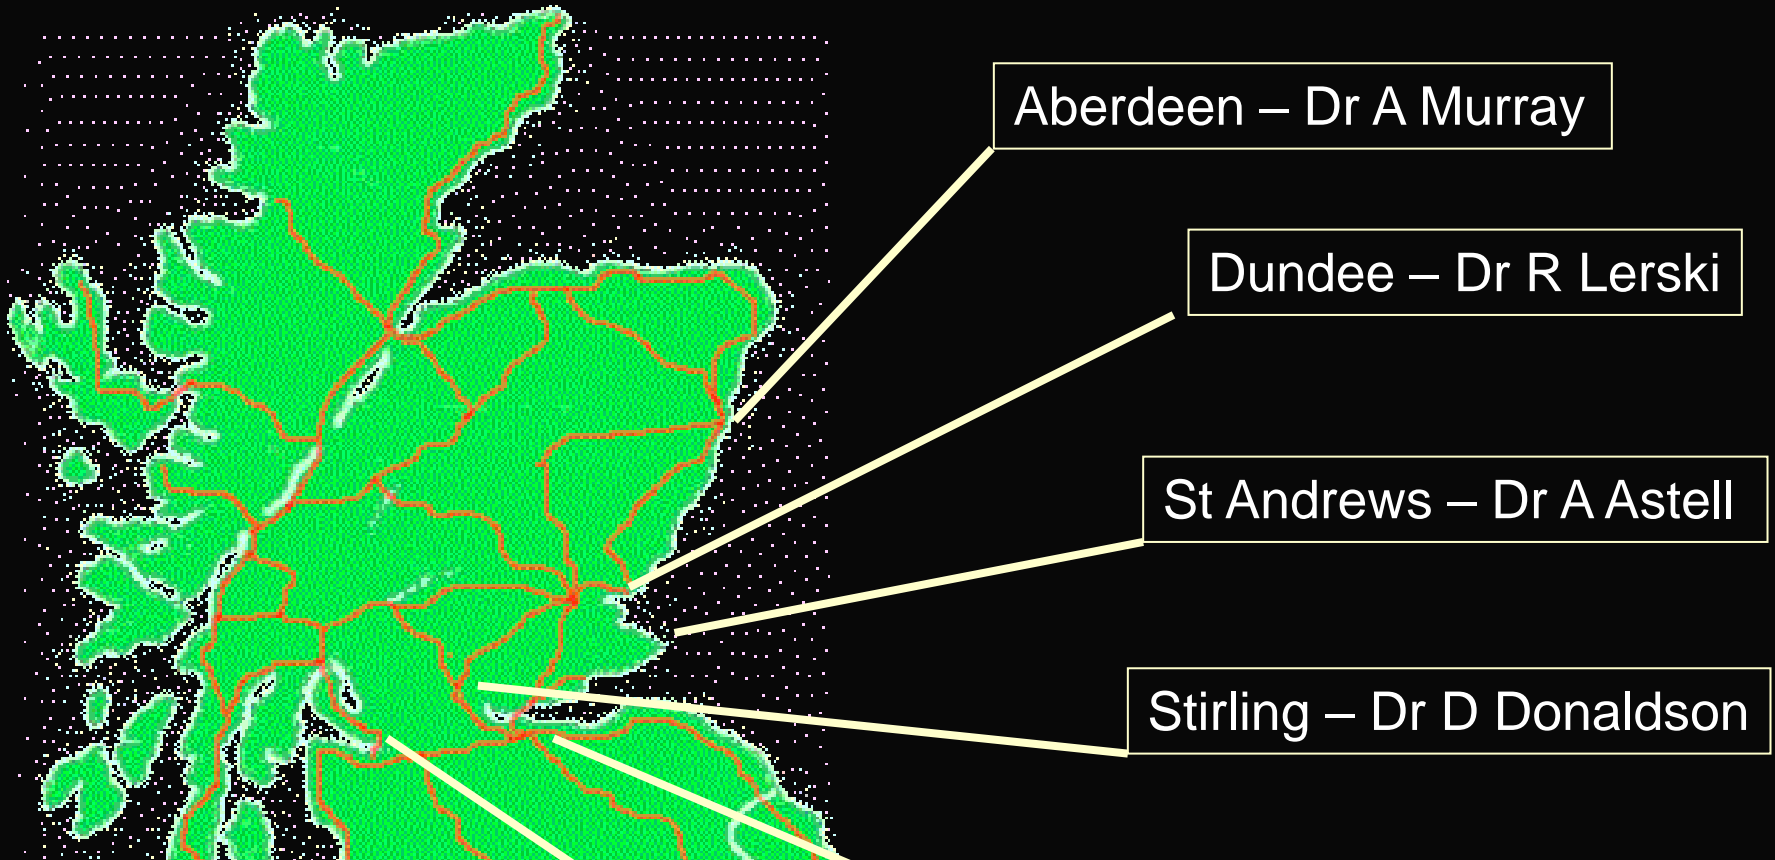 Aberdeen – Dr A Murray
Dundee – Dr R Lerski
St Andrews – Dr A Astell
Stirling – Dr D Donaldson